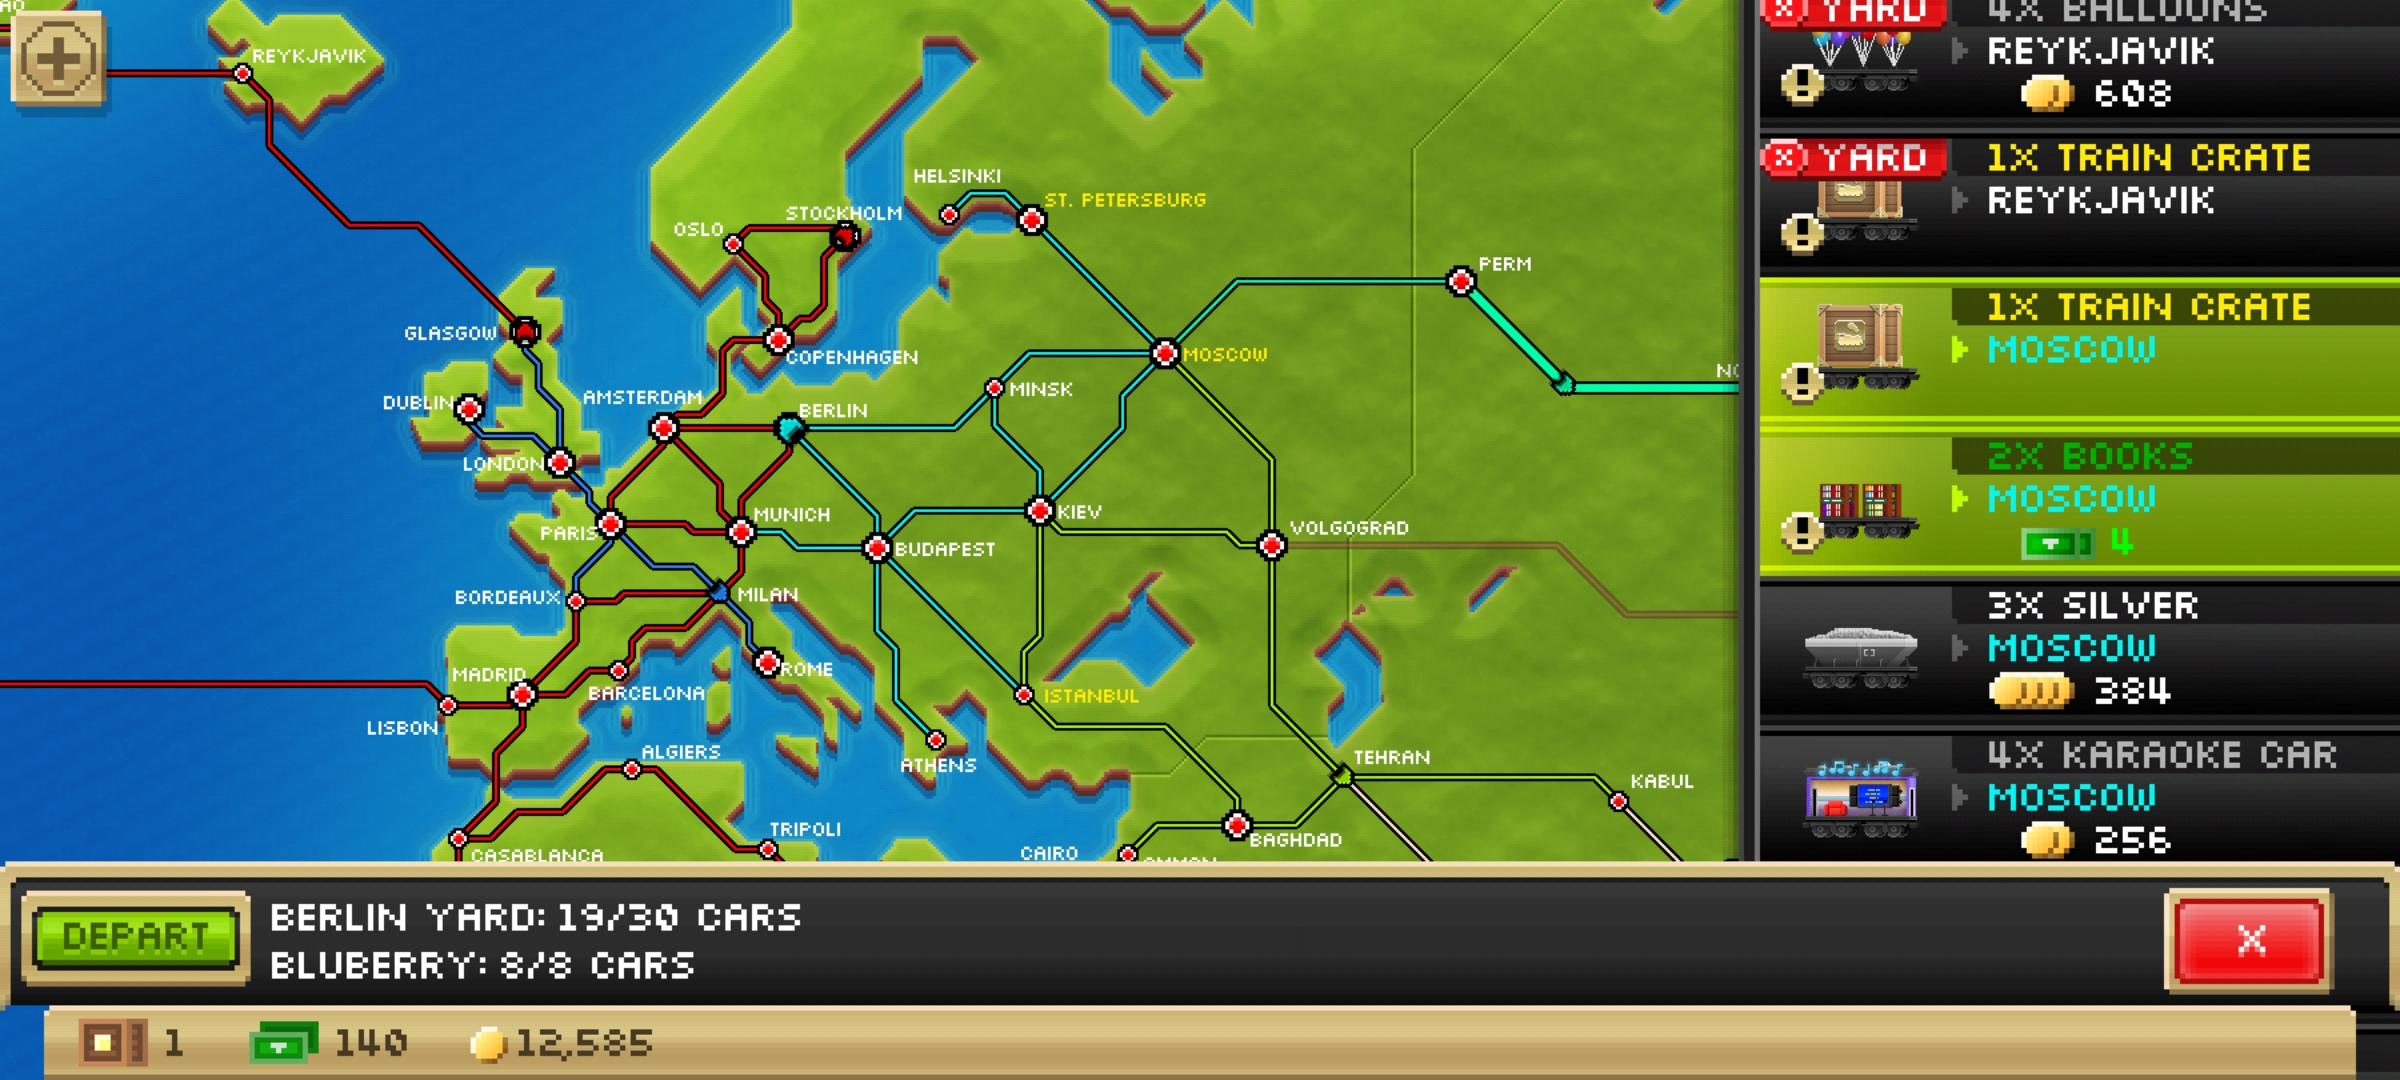 REYKJAVIK
HELSINKI
ST. PETERSBURG
STOCKHOLM
OSLO
PERM
GLASGOW
COPENHAGEN
MOSCOW
MINSK
DUBLIN
AMSTERDAM
BERLIN
LONDON
PARIS
MUNICH
BUDAPEST
KIEV
VOLGOGRAD
BORDEAUX
MILAN
MADRID
BARCELONA
ROME
ISTANBUL
LISBON
ALGIERS
ATHENS
TEHRAN
KABUL
TRIPOLI
CASABLANCA
CAIRO
BAGHDAD
X YARD
4X BALLOONS
REYKJAVIK
608
X YARD
1X TRAIN CRATE
REYKJAVIK
1X TRAIN CRATE
MOSCOW
2X BOOKS
MOSCOW
4
3X SILVER
MOSCOW
384
4X KARAOKE CAR
MOSCOW
256
DEPART
BERLIN YARD: 19/30 CARS
BLUBERRY: 8/8 CARS
X
1
140
12,585